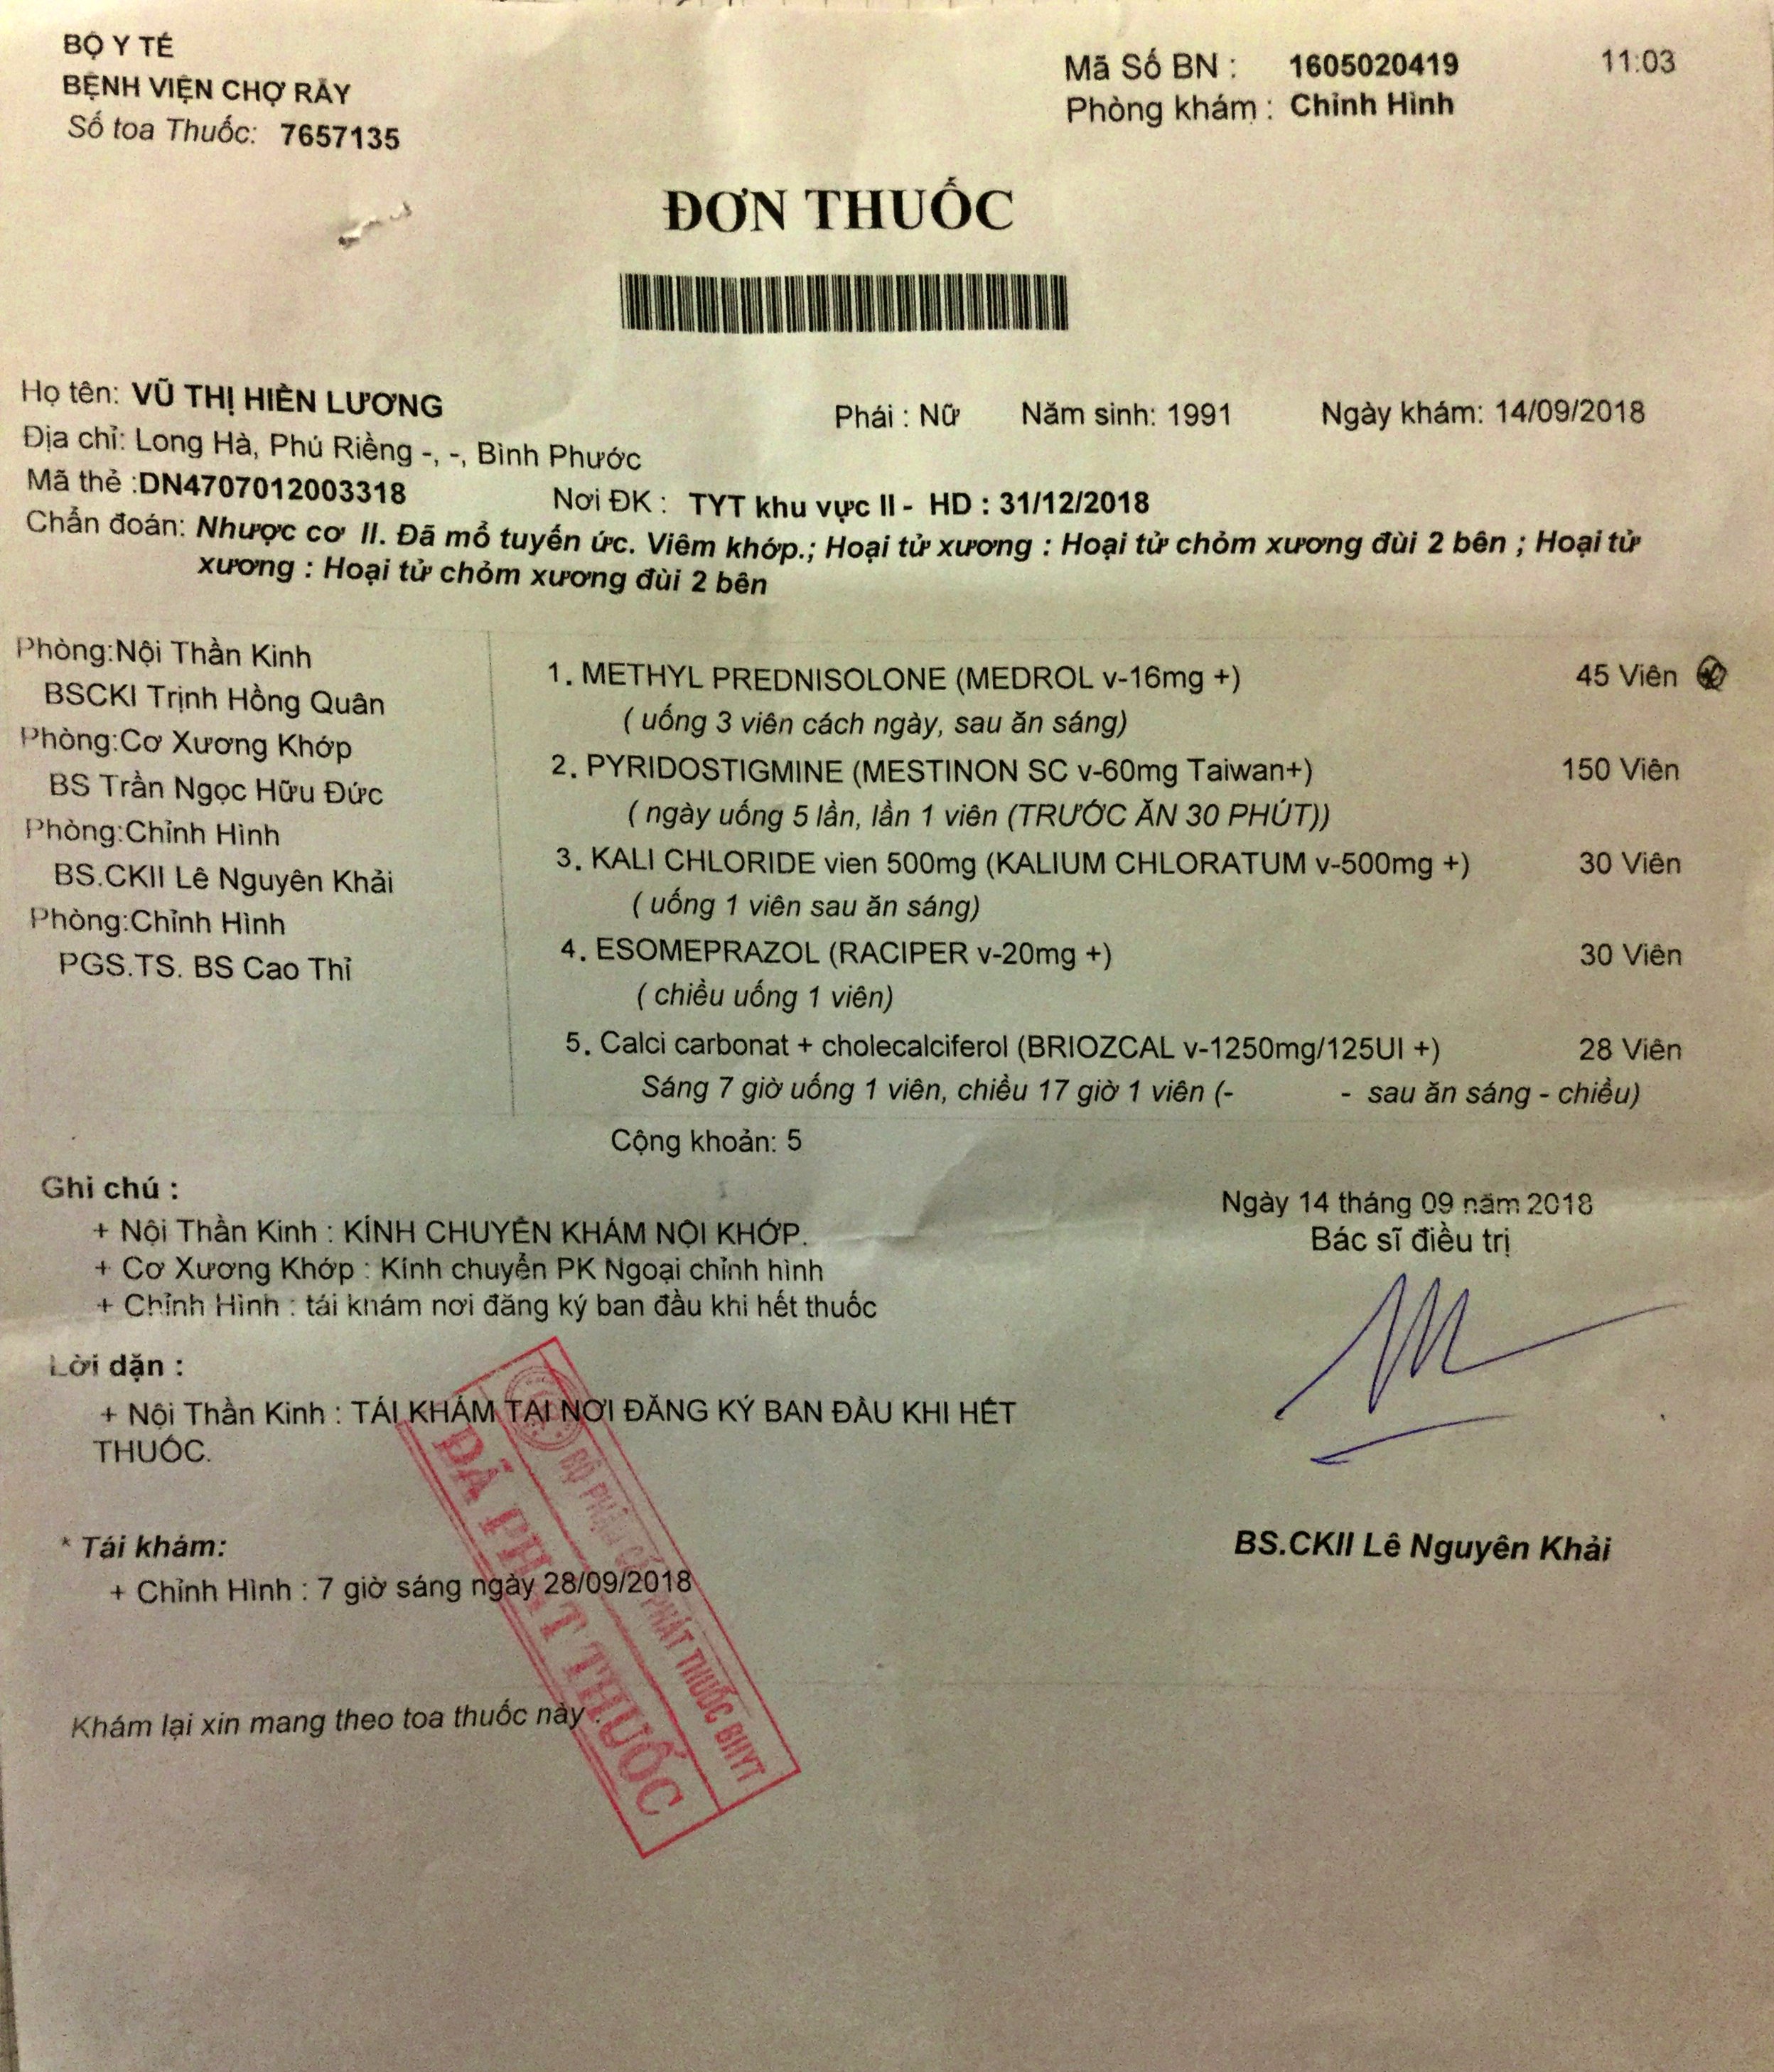 BỘ Y TẾ
BỆNH VIỆN CHỢ RẪY
Số toa Thuốc: 7657135
Mã Số BN : 1605020419 11:03
Phòng khám : Chỉnh Hình
ĐƠN THUỐC
Họ tên: VŨ THỊ HIỀN LƯƠNG
Phái : Nữ Năm sinh: 1991 Ngày khám: 14/09/2018
Địa chỉ: Long Hà, Phú Riềng -, -, Bình Phước
Mã thẻ :DN4707012003318 Nơi ĐK : TYT khu vực II - HD : 31/12/2018
Chẩn đoán: Nhược cơ II. Đã mổ tuyến ức. Viêm khớp.; Hoại tử xương : Hoại tử chỏm xương đùi 2 bên ; Hoại tử
xương : Hoại tử chỏm xương đùi 2 bên
Phòng:Nội Thần Kinh
BSCKI Trịnh Hồng Quân
Phòng:Cơ Xương Khớp
BS Trần Ngọc Hữu Đức
Phòng:Chỉnh Hình
BS.CKII Lê Nguyên Khải
Phòng:Chỉnh Hình
PGS.TS. BS Cao Thỉ
1. METHYL PREDNISOLONE (MEDROL v-16mg +) 45 Viên
( uống 3 viên cách ngày, sau ăn sáng)
2. PYRIDOSTIGMINE (MESTINON SC v-60mg Taiwan+) 150 Viên
( ngày uống 5 lần, lần 1 viên (TRƯỚC ĂN 30 PHÚT))
3. KALI CHLORIDE vien 500mg (KALIUM CHLORATUM v-500mg +) 30 Viên
( uống 1 viên sau ăn sáng)
4. ESOMEPRAZOL (RACIPER v-20mg +) 30 Viên
( chiều uống 1 viên)
5. Calci carbonat + cholecalciferol (BRIOZCAL v-1250mg/125UI +) 28 Viên
Sáng 7 giờ uống 1 viên, chiều 17 giờ 1 viên (- - sau ăn sáng - chiều)
Cộng khoản: 5
Ghi chú :
+ Nội Thần Kinh : KÍNH CHUYỂN KHÁM NỘI KHỚP.
+ Cơ Xương Khớp : Kính chuyển PK Ngoại chỉnh hình
+ Chỉnh Hình : tái khám nơi đăng ký ban đầu khi hết thuốc
Ngày 14 tháng 09 năm 2018
Bác sĩ điều trị
Lời dặn :
+ Nội Thần Kinh : TÁI KHÁM TẠI NƠI ĐĂNG KÝ BAN ĐẦU KHI HẾT
THUỐC.
BỘ PHẬN CẤP PHÁT THUỐC BHYT
ĐÃ PHÁT THUỐC
BS.CKII Lê Nguyên Khải
* Tái khám:
+ Chỉnh Hình : 7 giờ sáng ngày 28/09/2018
Khám lại xin mang theo toa thuốc này .